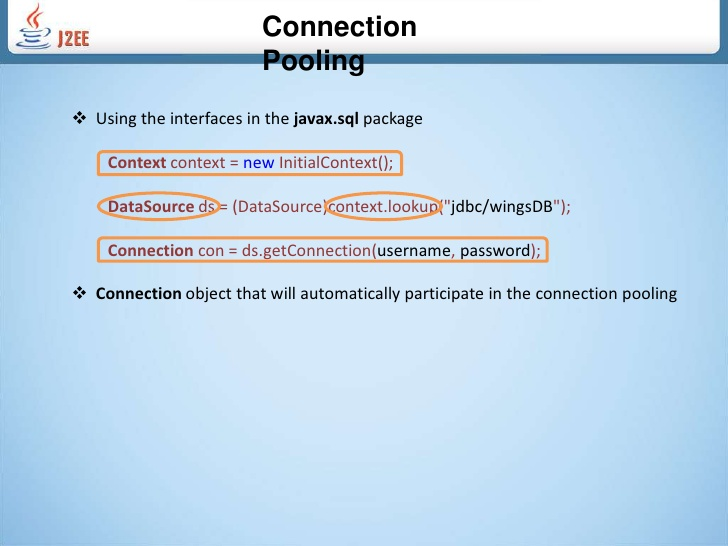 J2EE
Connection
Pooling
❖ Using the interfaces in the javax.sql package
Context context = new InitialContext();
DataSource ds = (DataSource)context.lookup("jdbc/wingsDB");
Connection con = ds.getConnection(username, password);
❖ Connection object that will automatically participate in the connection pooling